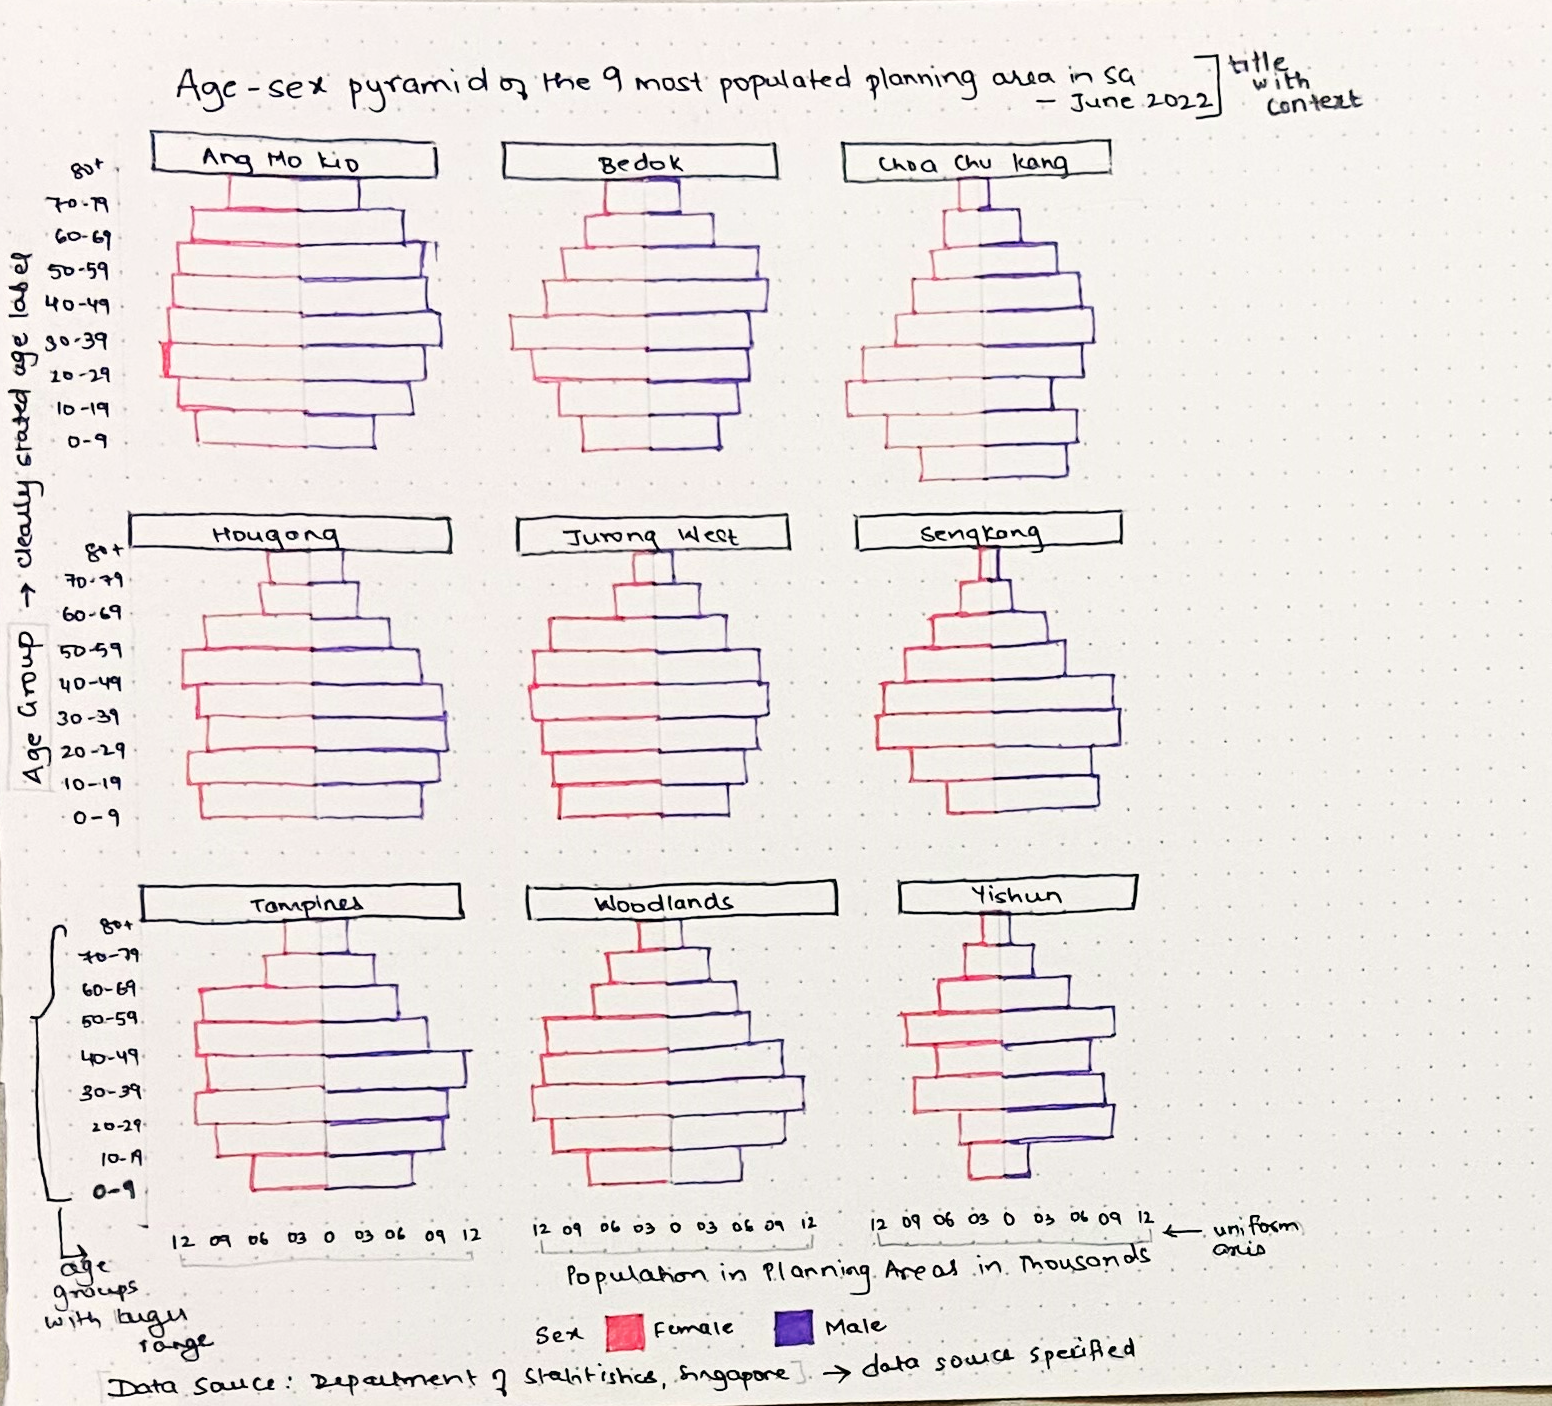 Age-sex pyramid of the 9 most populated planning area in SG
– June 2022
title
with
context
Ang Mo Kio
Bedok
Choa Chu Kang
80+
70-79
60-69
50-59
40-49
30-39
20-29
10-19
0-9
Age Group → clearly stated age label
Hougang
Jurong West
Sengkang
80+
70-79
60-69
50-59
40-49
30-39
20-29
10-19
0-9
Tampines
Woodlands
Yishun
80+
70-79
60-69
50-59
40-49
30-39
20-29
10-19
0-9
12 09 06 03 0 03 06 09 12
12 09 06 03 0 03 06 09 12
12 09 06 03 0 03 06 09 12
← uniform
axis
Population in Planning Areas in Thousands
age
groups
with larger
range
Sex Female Male
Data Source: Department of Statistics, Singapore → data source specified